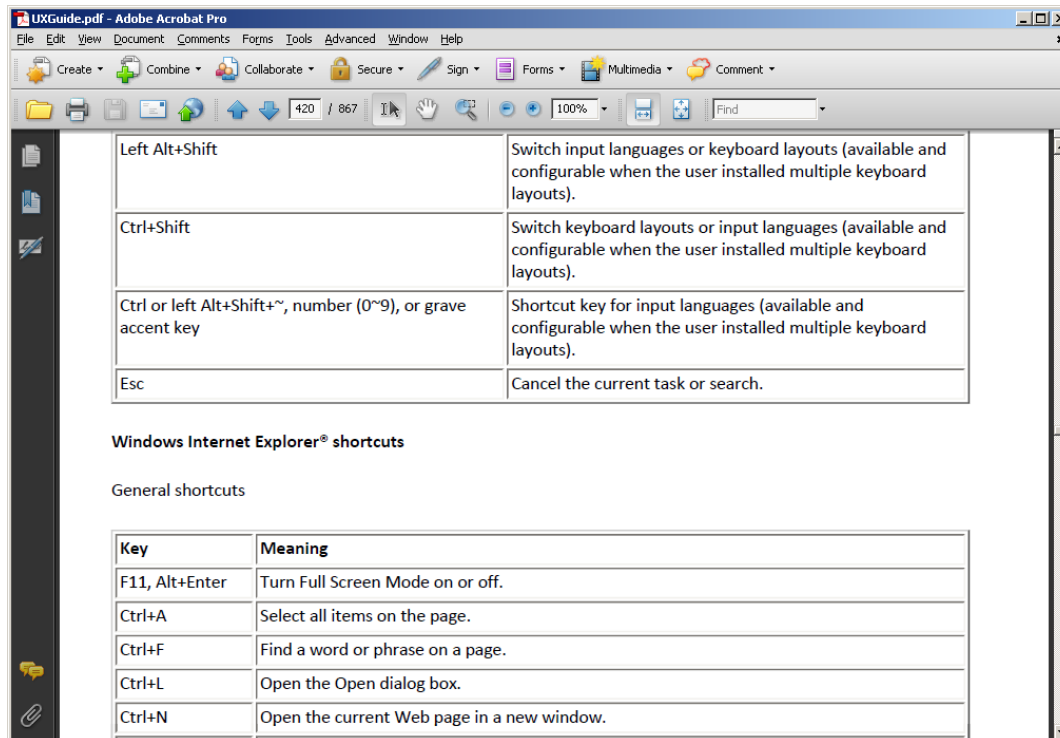 UXGuide.pdf - Adobe Acrobat Pro
File Edit View Document Comments Forms Tools Advanced Window Help
Create Combine Collaborate Secure Sign Forms Multimedia Comment
420 / 867 100% Find
Left Alt+Shift Switch input languages or keyboard layouts (available and
configurable when the user installed multiple keyboard
layouts).
Ctrl+Shift Switch keyboard layouts or input languages (available and
configurable when the user installed multiple keyboard
layouts).
Ctrl or left Alt+Shift+~, number (0~9), or grave Shortcut key for input languages (available and
accent key configurable when the user installed multiple keyboard
layouts).
Esc Cancel the current task or search.
Windows Internet Explorer® shortcuts
General shortcuts
Key Meaning
F11, Alt+Enter Turn Full Screen Mode on or off.
Ctrl+A Select all items on the page.
Ctrl+F Find a word or phrase on a page.
Ctrl+L Open the Open dialog box.
Ctrl+N Open the current Web page in a new window.